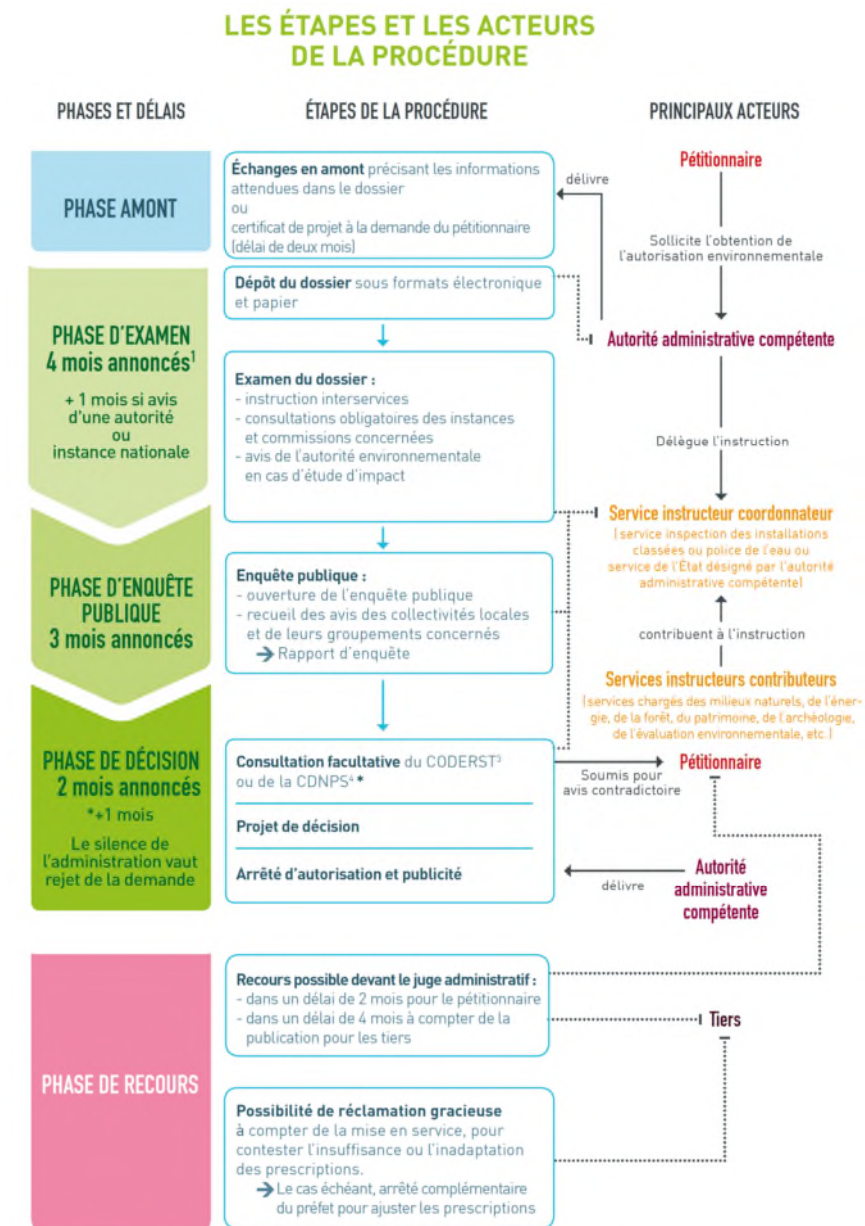 LES ÉTAPES ET LES ACTEURS
DE LA PROCÉDURE
PHASES ET DÉLAIS
ÉTAPES DE LA PROCÉDURE
PRINCIPAUX ACTEURS
PHASE AMONT
Échanges en amont précisant les informations
attendues dans le dossier
ou
certificat de projet à la demande du pétitionnaire
(délai de deux mois)
délivre
Pétitionnaire
Sollicite l'obtention de
l'autorisation environnementale
PHASE D'EXAMEN
4 mois annoncés¹
+ 1 mois si avis
d'une autorité
ou
instance nationale
Dépôt du dossier sous formats électronique
et papier
Autorité administrative compétente
Examen du dossier :
- instruction interservices
- consultations obligatoires des instances
et commissions concernées
- avis de l'autorité environnementale
en cas d'étude d'impact
Délègue l'instruction
Service instructeur coordonnateur
(service inspection des installations
classées ou police de l'eau ou
service de l'État désigné par l'autorité
administrative compétente)
PHASE D'ENQUÊTE
PUBLIQUE
3 mois annoncés
Enquête publique :
- ouverture de l'enquête publique
- recueil des avis des collectivités locales
et de leurs groupements concernés
→ Rapport d'enquête
contribuent à l'instruction
Services instructeurs contributeurs
(services chargés des milieux naturels, de l'éner-
gie, de la forêt, du patrimoine, de l'archéologie,
de l'évaluation environnementale, etc.)
PHASE DE DÉCISION
2 mois annoncés
*+1 mois
Le silence de
l'administration vaut
rejet de la demande
Consultation facultative du CODERST³
ou de la CDNPS⁴ *
Projet de décision
Arrêté d'autorisation et publicité
Soumis pour
avis contradictoire
Pétitionnaire
délivre
Autorité
administrative
compétente
PHASE DE RECOURS
Recours possible devant le juge administratif :
- dans un délai de 2 mois pour le pétitionnaire
- dans un délai de 4 mois à compter de la
publication pour les tiers
Tiers
Possibilité de réclamation gracieuse
à compter de la mise en service, pour
contester l'insuffisance ou l'inadaptation
des prescriptions.
→ Le cas échéant, arrêté complémentaire
du préfet pour ajuster les prescriptions